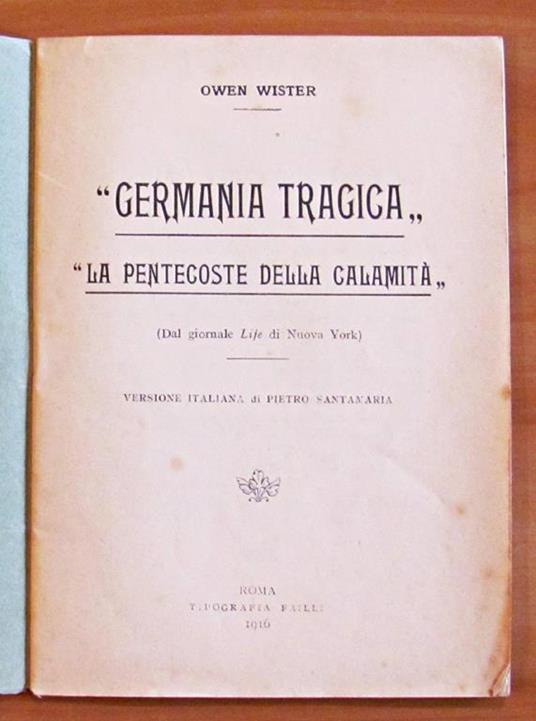 OWEN WISTER
“GERMANIA TRAGICA„
“LA PENTECOSTE DELLA CALAMITÀ„
(Dal giornale Life di Nuova York)
VERSIONE ITALIANA di PIETRO SANTAMARIA
ROMA
TIPOGRAFIA FAILLI
1916